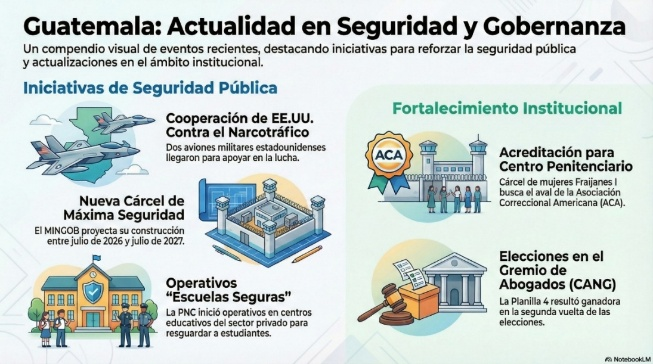 Guatemala: Actualidad en Seguridad y Gobernanza
Un compendio visual de eventos recientes, destacando iniciativas para reforzar la seguridad pública
y actualizaciones en el ámbito institucional.
Iniciativas de Seguridad Pública
Cooperación de EE.UU.
Contra el Narcotráfico
Dos aviones militares estadounidenses
llegaron para apoyar en la lucha.
Nueva Cárcel de
Máxima Seguridad
El MINGOB proyecta su construcción
entre julio de 2026 y julio de 2027.
Operativos
"Escuelas Seguras"
La PNC inició operativos en centros
educativos del sector privado para
resguardar a estudiantes.
Fortalecimiento Institucional
ACA
Acreditación para
Centro Penitenciario
Cárcel de mujeres Fraijanes I
busca el aval de la Asociación
Correccional Americana (ACA).
Elecciones en el
Gremio de
Abogados (CANG)
La Planilla 4 resultó ganadora
en la segunda vuelta de las
elecciones.
NotebookLM